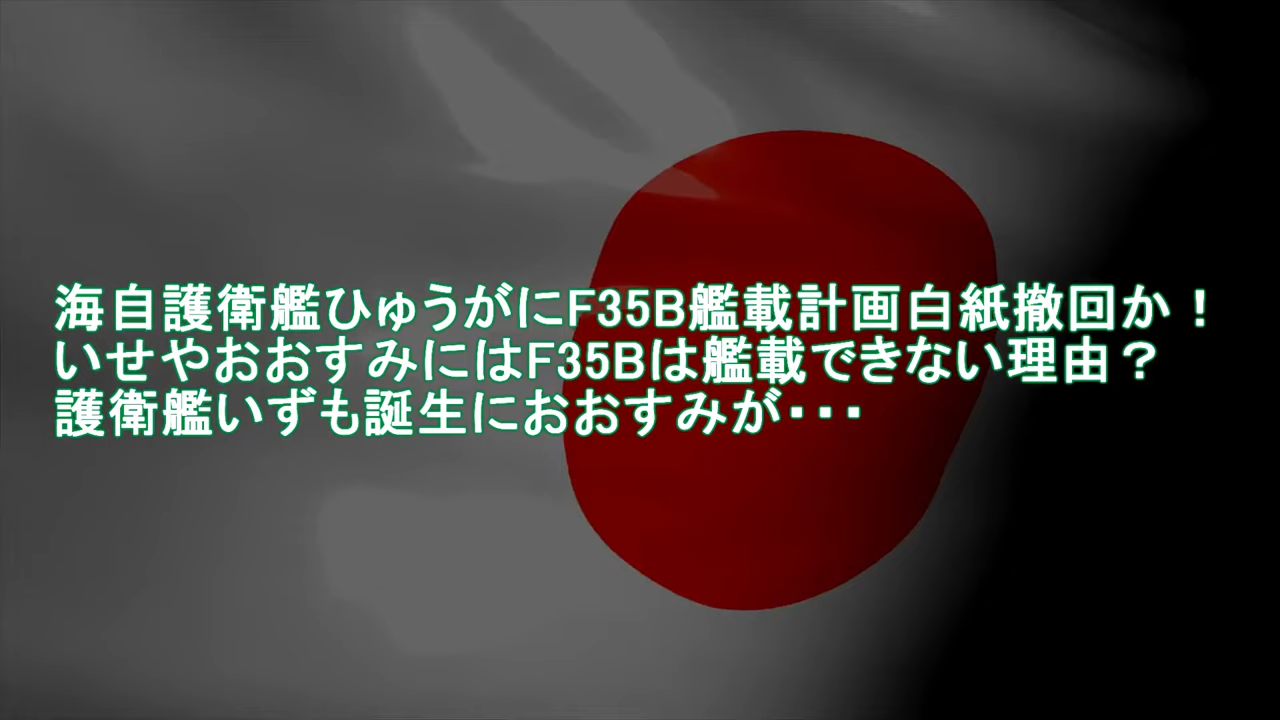 海自護衛艦ひゅうがにF35B艦載計画白紙撤回か！
いせやおおすみにはF35Bは艦載できない理由？
護衛艦いずも誕生におおすみが・・・